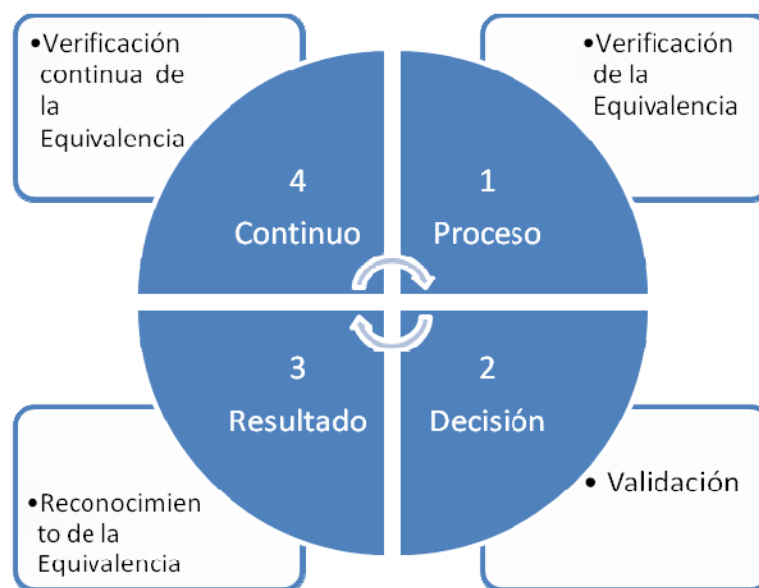 •Verificación
continua de
la
Equivalencia
•Verificación
de la
Equivalencia
4
Continuo
1
Proceso
3
Resultado
2
Decisión
•Reconocimien
to de la
Equivalencia
• Validación